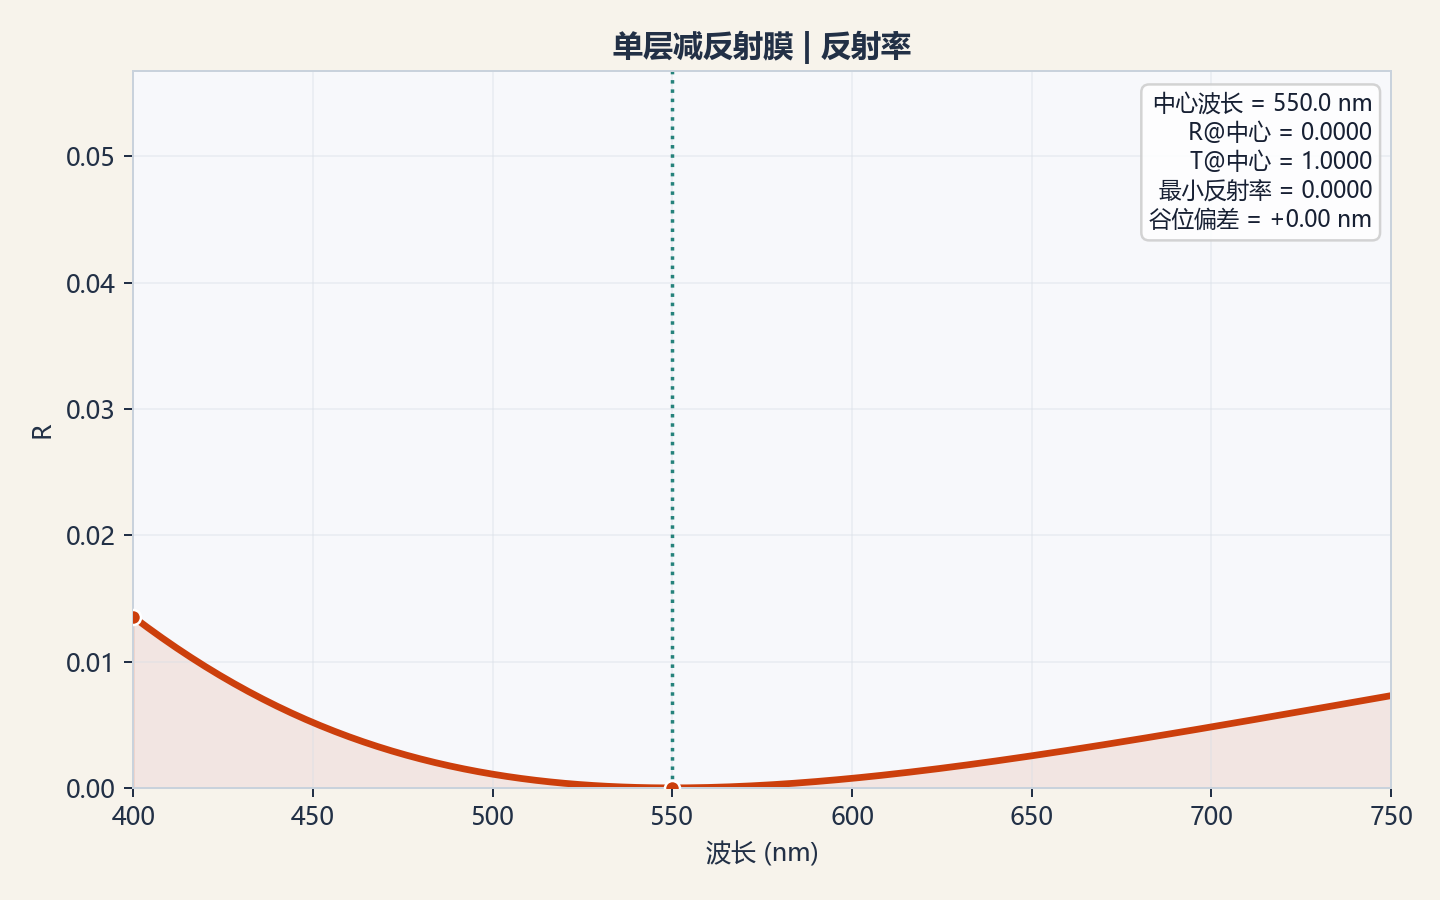 单层减反射膜 | 反射率
中心波长 = 550.0 nm
R@中心 = 0.0000
T@中心 = 1.0000
最小反射率 = 0.0000
谷位偏差 = +0.00 nm
R
0.05
0.04
0.03
0.02
0.01
0.00
400 450 500 550 600 650 700 750
波长 (nm)